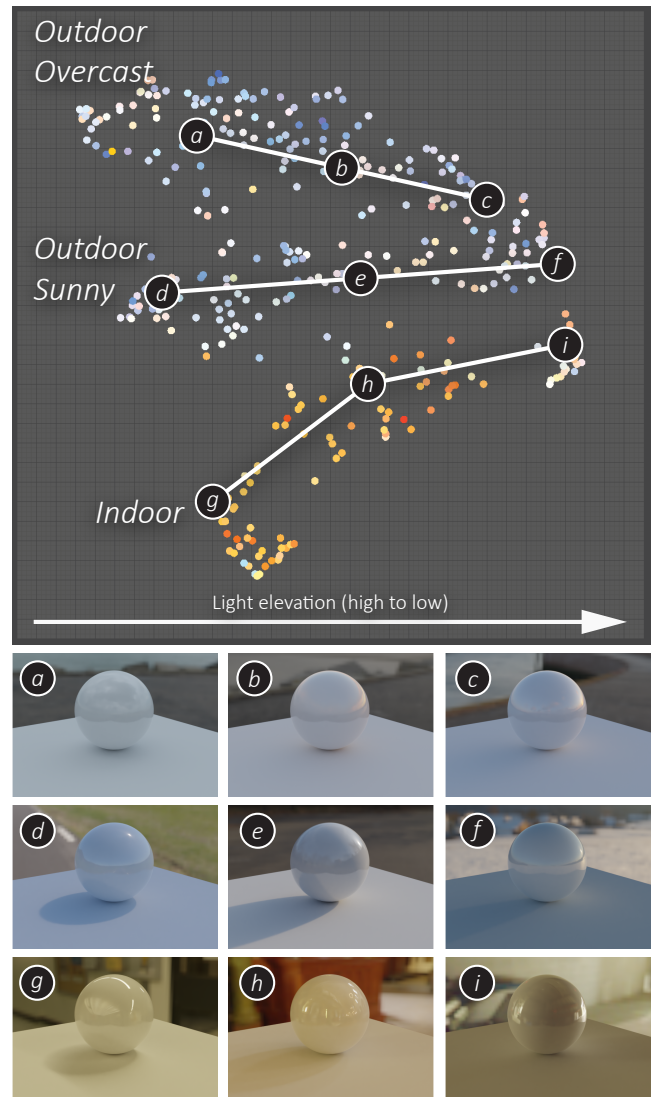 Outdoor
Overcast
a
b
c
Outdoor
Sunny
d
e
f
i
h
g
Indoor
Light elevation (high to low)
a
b
c
d
e
f
g
h
i